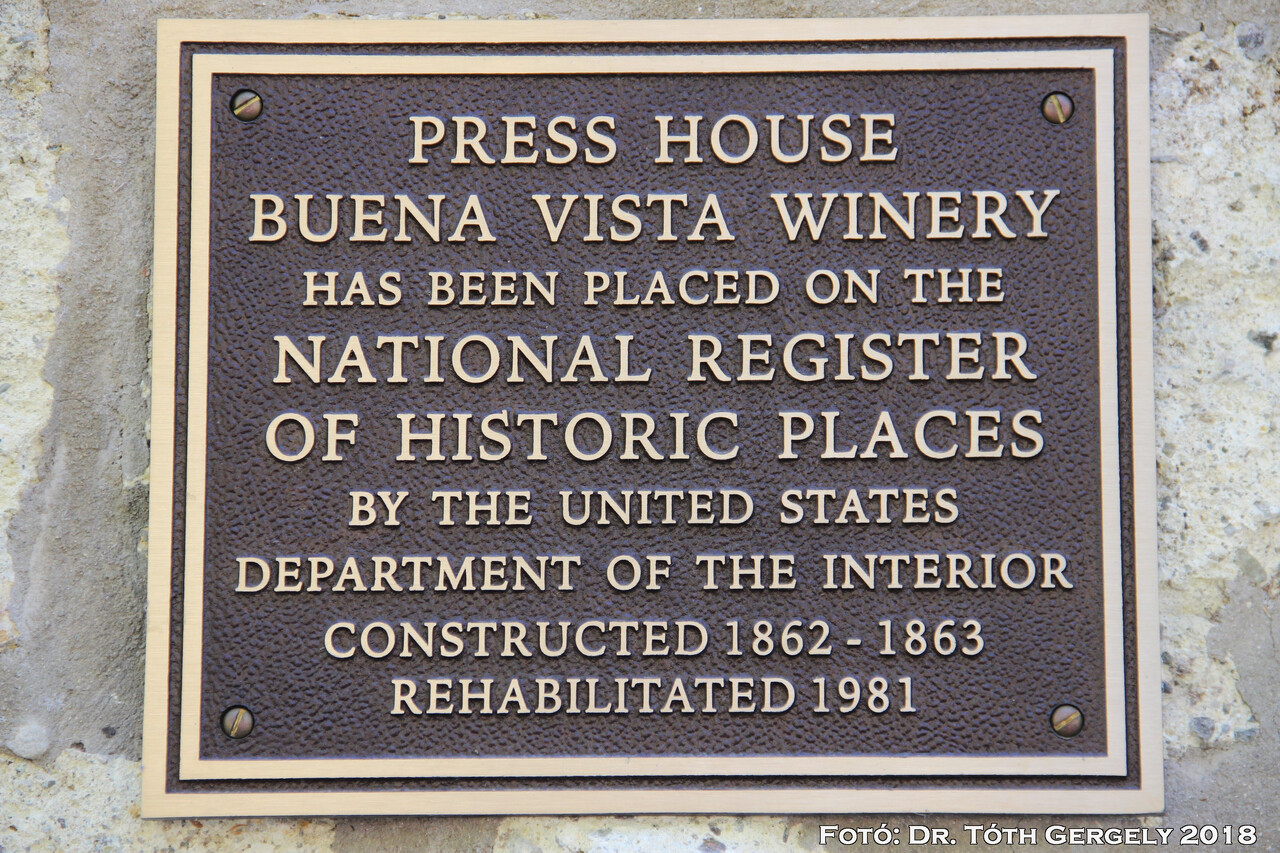 PRESS HOUSE
BUENA VISTA WINERY
HAS BEEN PLACED ON THE
NATIONAL REGISTER
OF HISTORIC PLACES
BY THE UNITED STATES
DEPARTMENT OF THE INTERIOR
CONSTRUCTED 1862 - 1863
REHABILITATED 1981
FOTÓ: DR. TÓTH GERGELY 2018